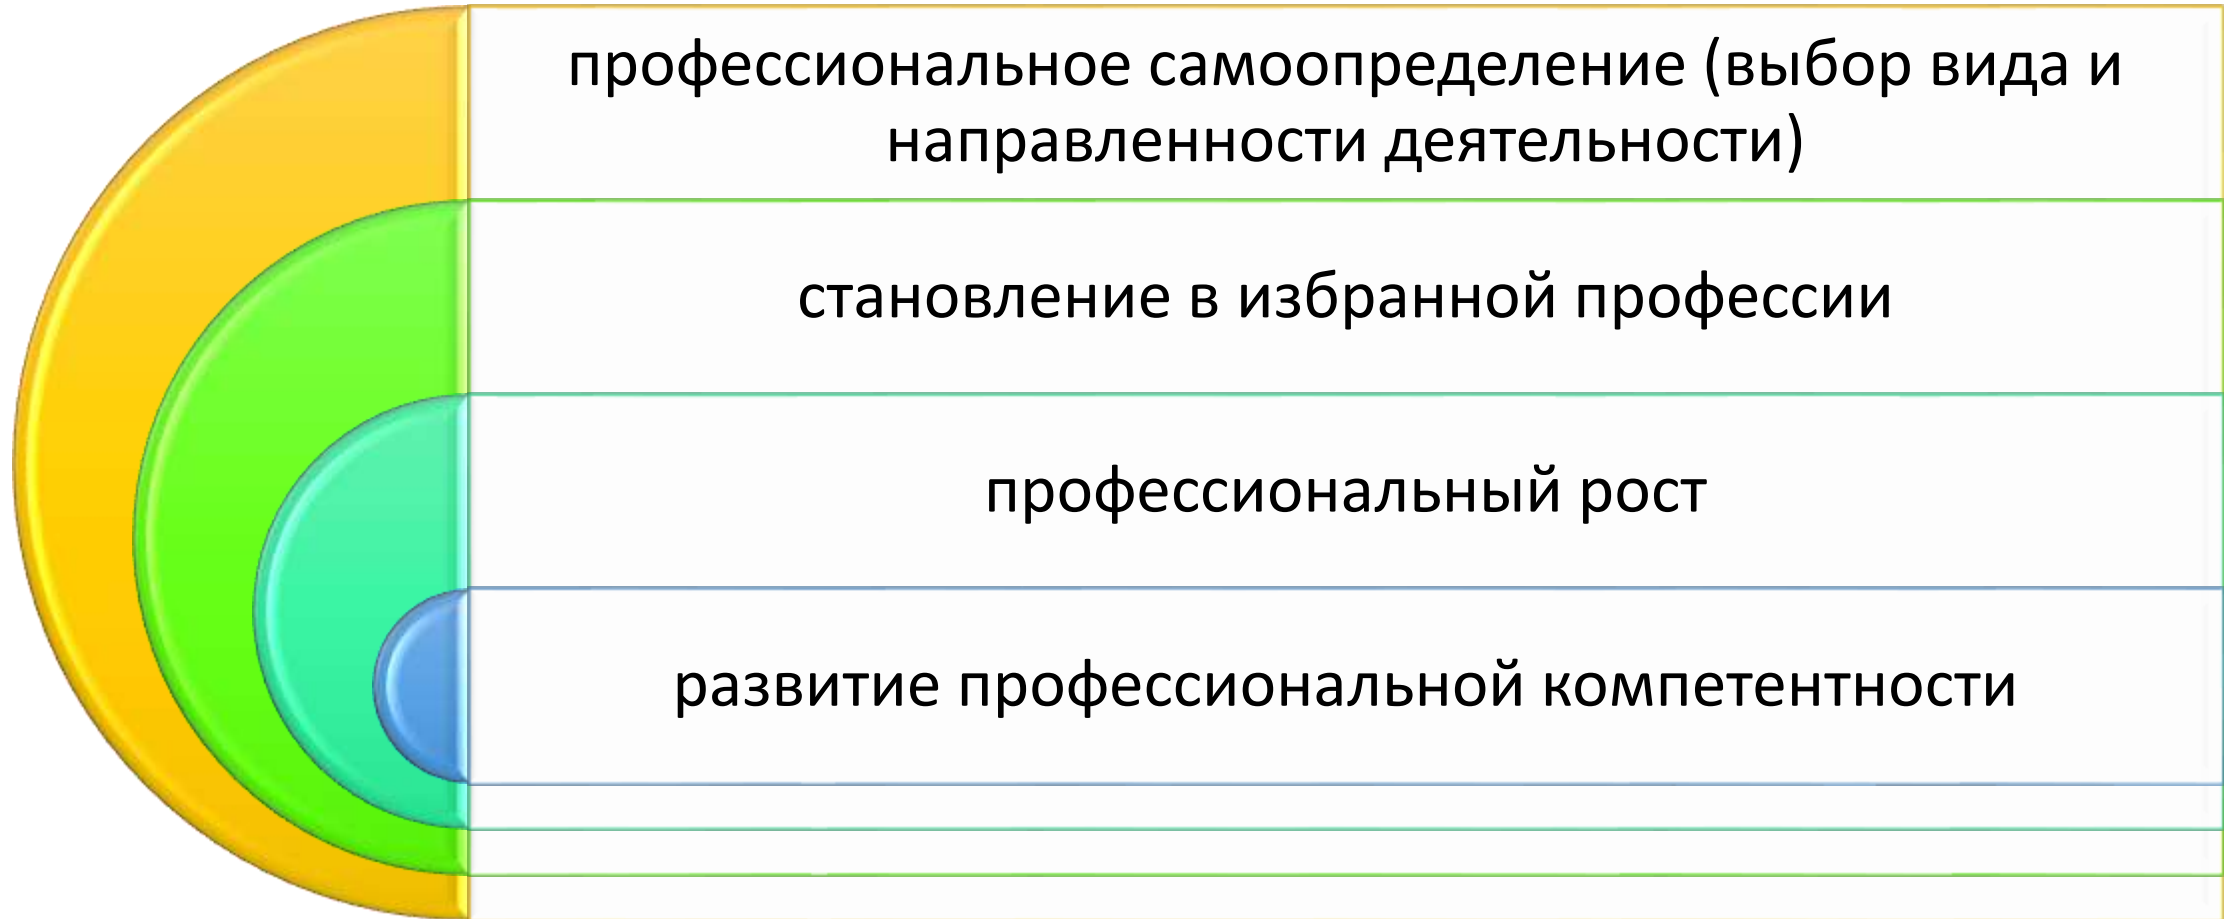 профессиональное самоопределение (выбор вида и
направленности деятельности)
становление в избранной профессии
профессиональный рост
развитие профессиональной компетентности